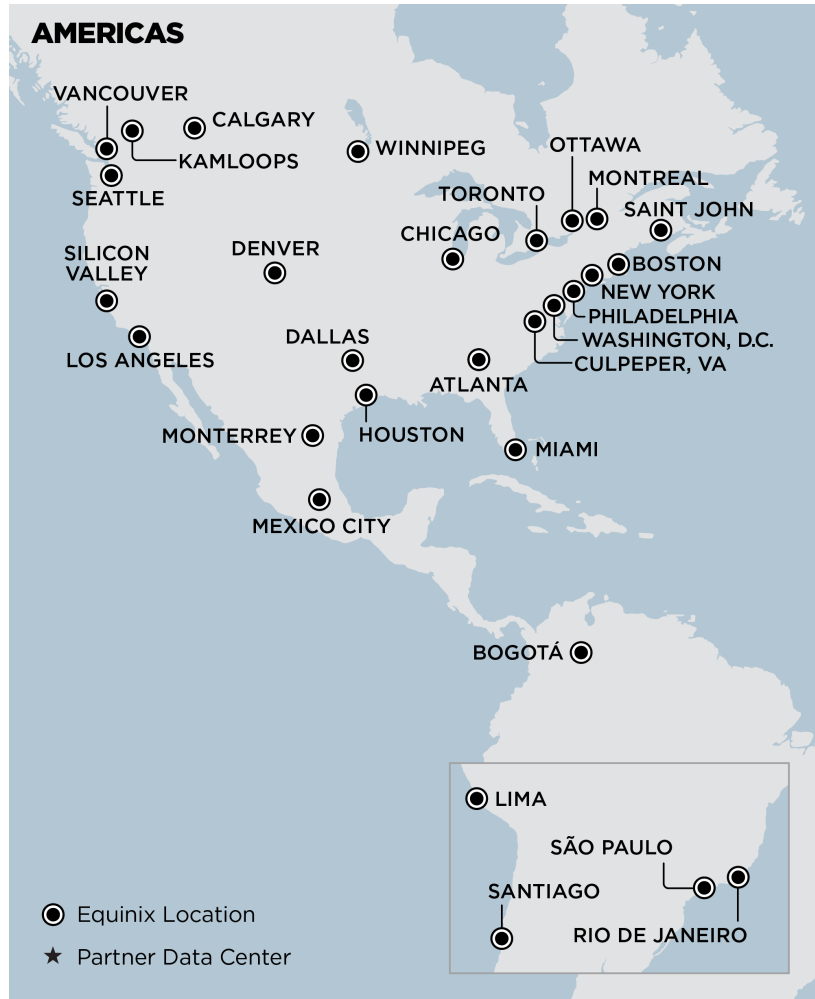 AMERICAS
VANCOUVER
CALGARY
KAMLOOPS
WINNIPEG
OTTAWA
MONTREAL
SEATTLE
TORONTO
SAINT JOHN
CHICAGO
SILICON
VALLEY
DENVER
BOSTON
NEW YORK
PHILADELPHIA
WASHINGTON, D.C.
CULPEPER, VA
LOS ANGELES
DALLAS
ATLANTA
MONTERREY
HOUSTON
MIAMI
MEXICO CITY
BOGOTÁ
LIMA
SÃO PAULO
SANTIAGO
RIO DE JANEIRO
Equinix Location
Partner Data Center